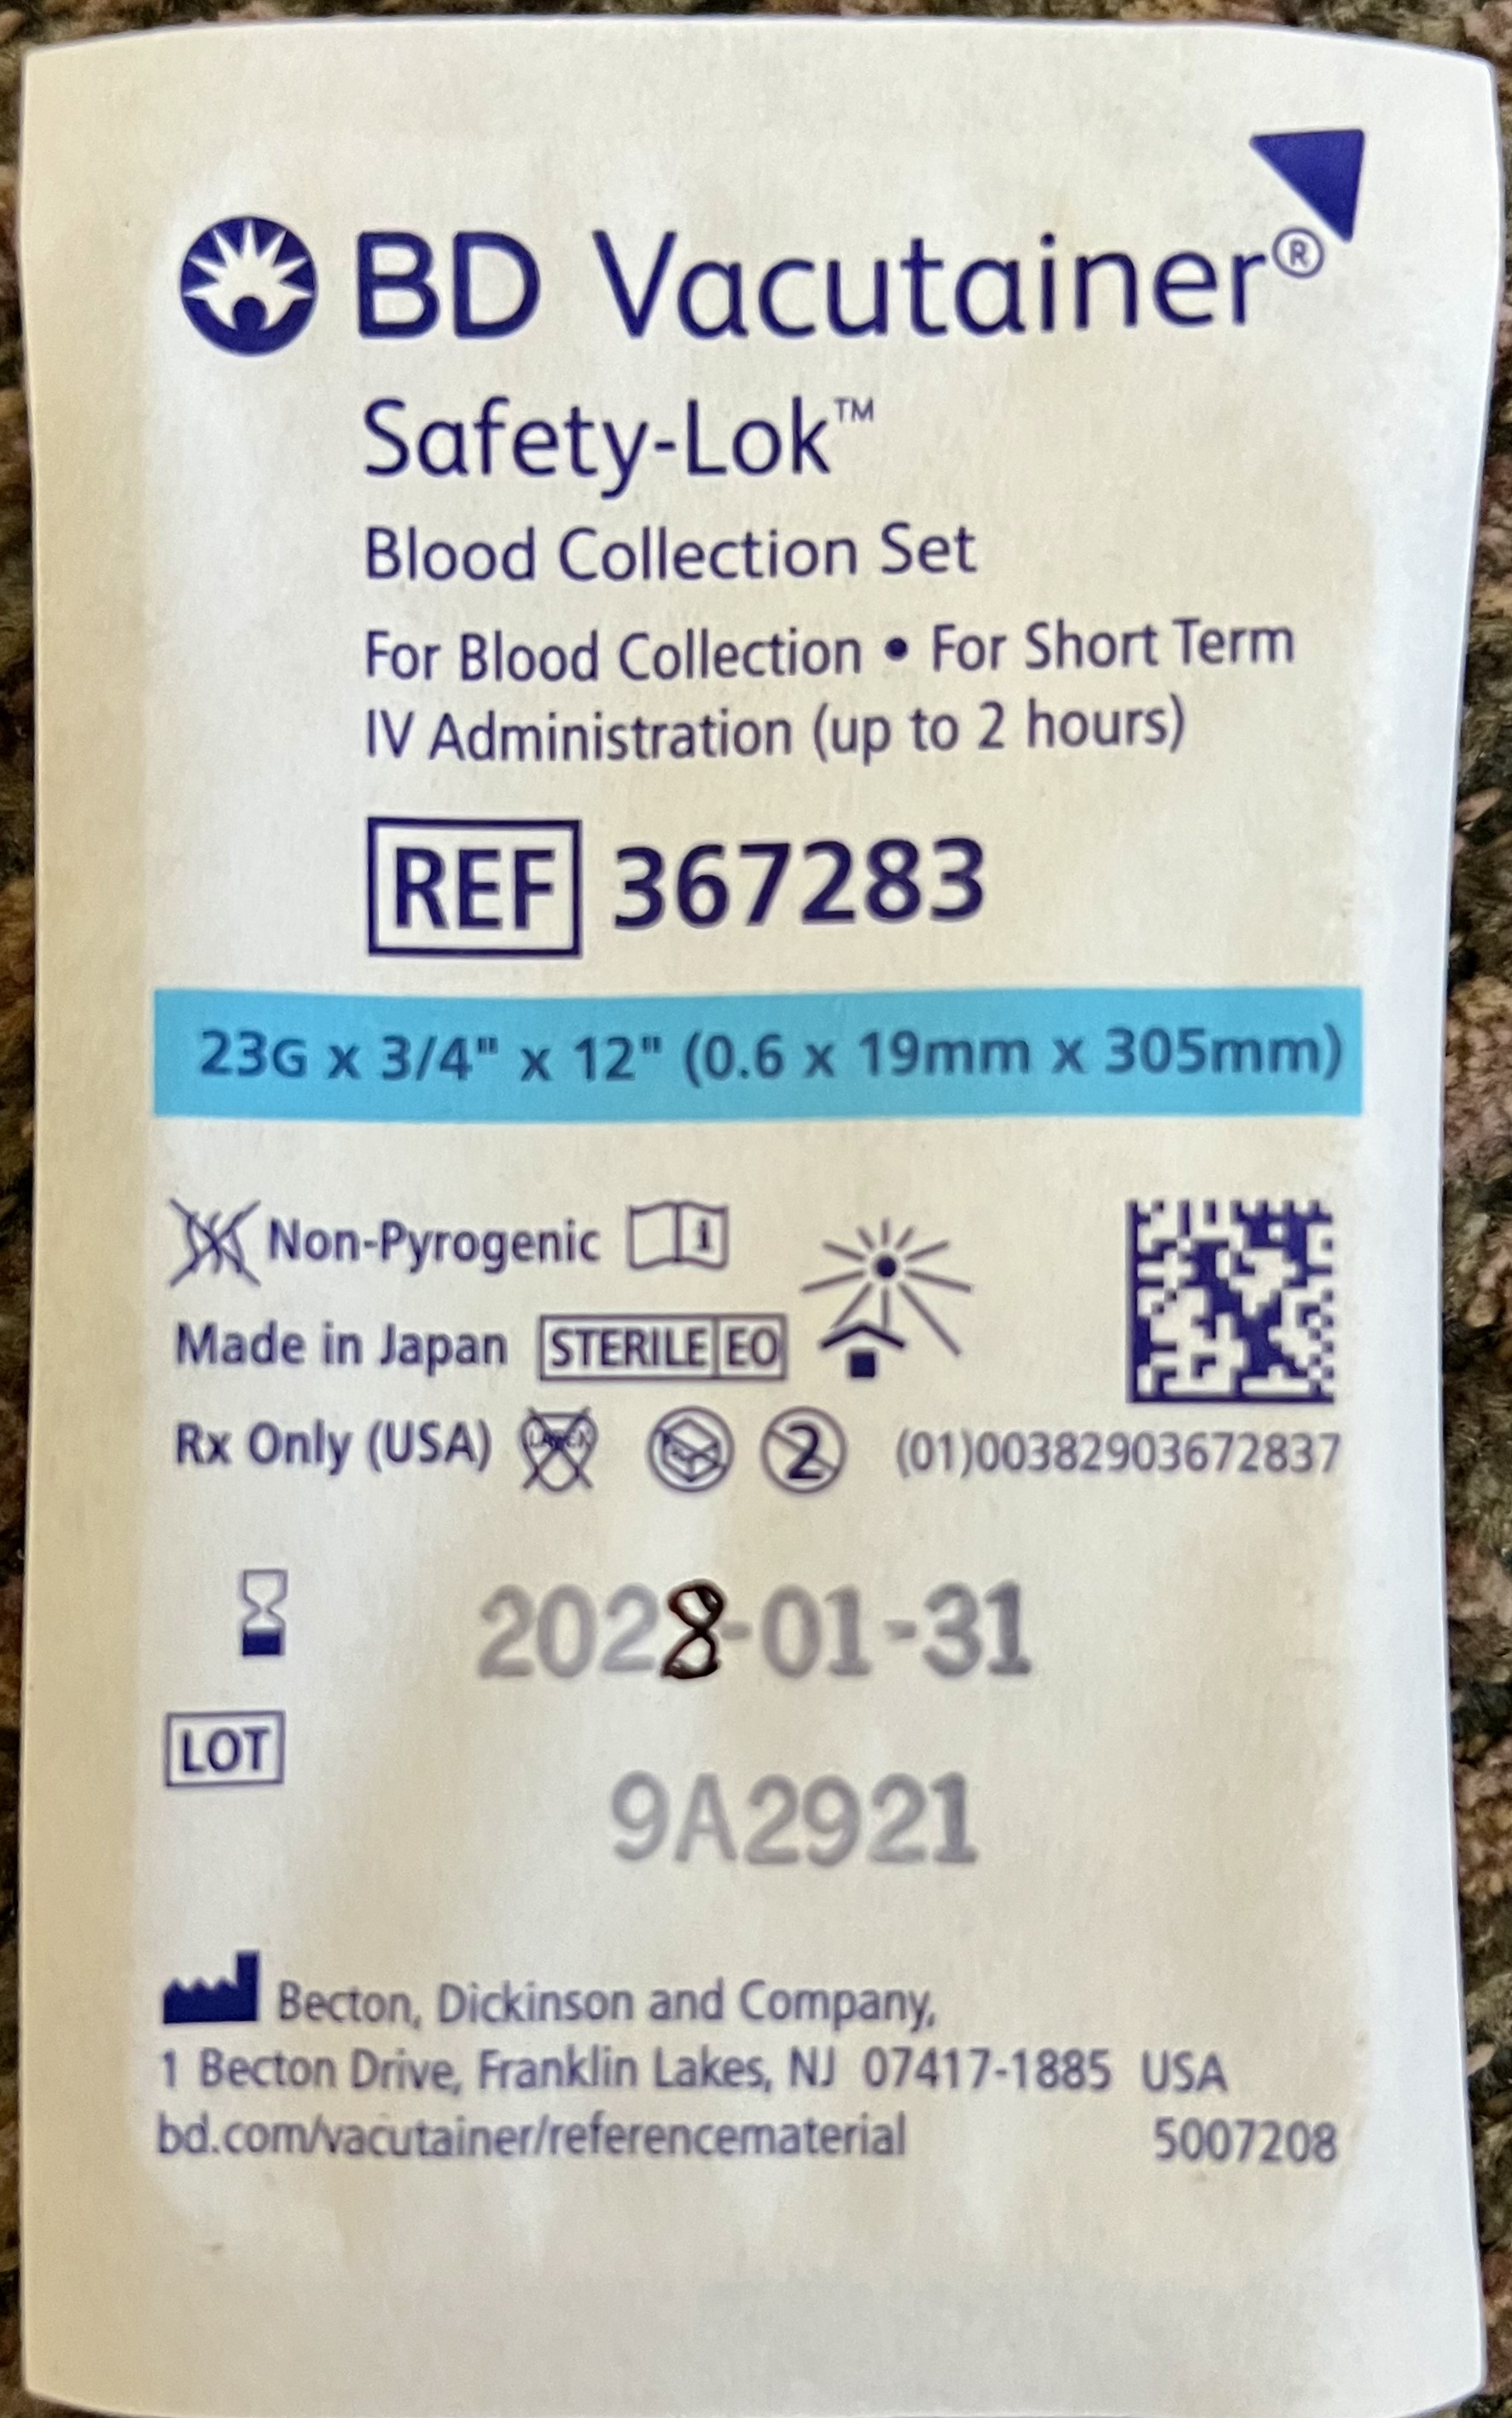 BD Vacutainer®
Safety-Lok™
Blood Collection Set
For Blood Collection • For Short Term
IV Administration (up to 2 hours)
REF 367283
23G x 3/4" x 12" (0.6 x 19mm x 305mm)
Non-Pyrogenic i
Made in Japan STERILE EO
Rx Only (USA) LATEX 2 (01)00382903672837
2028-01-31
LOT
9A2921
Becton, Dickinson and Company,
1 Becton Drive, Franklin Lakes, NJ 07417-1885 USA
bd.com/vacutainer/referencematerial 5007208